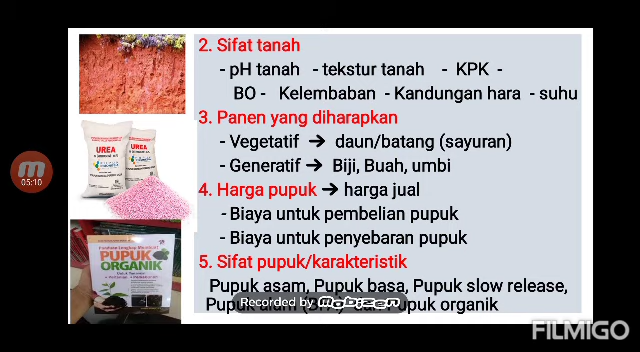 2. Sifat tanah
- pH tanah - tekstur tanah - KPK -
BO - Kelembaban - Kandungan hara - suhu
3. Panen yang diharapkan
- Vegetatif → daun/batang (sayuran)
- Generatif → Biji, Buah, umbi
4. Harga pupuk → harga jual
- Biaya untuk pembelian pupuk
- Biaya untuk penyebaran pupuk
5. Sifat pupuk/karakteristik
Pupuk asam, Pupuk basa, Pupuk slow release,
Pupuk organik
UREA
UREA
PUPUK
ORGANIK
05:10
Recorded by mobizen
FILMIGO